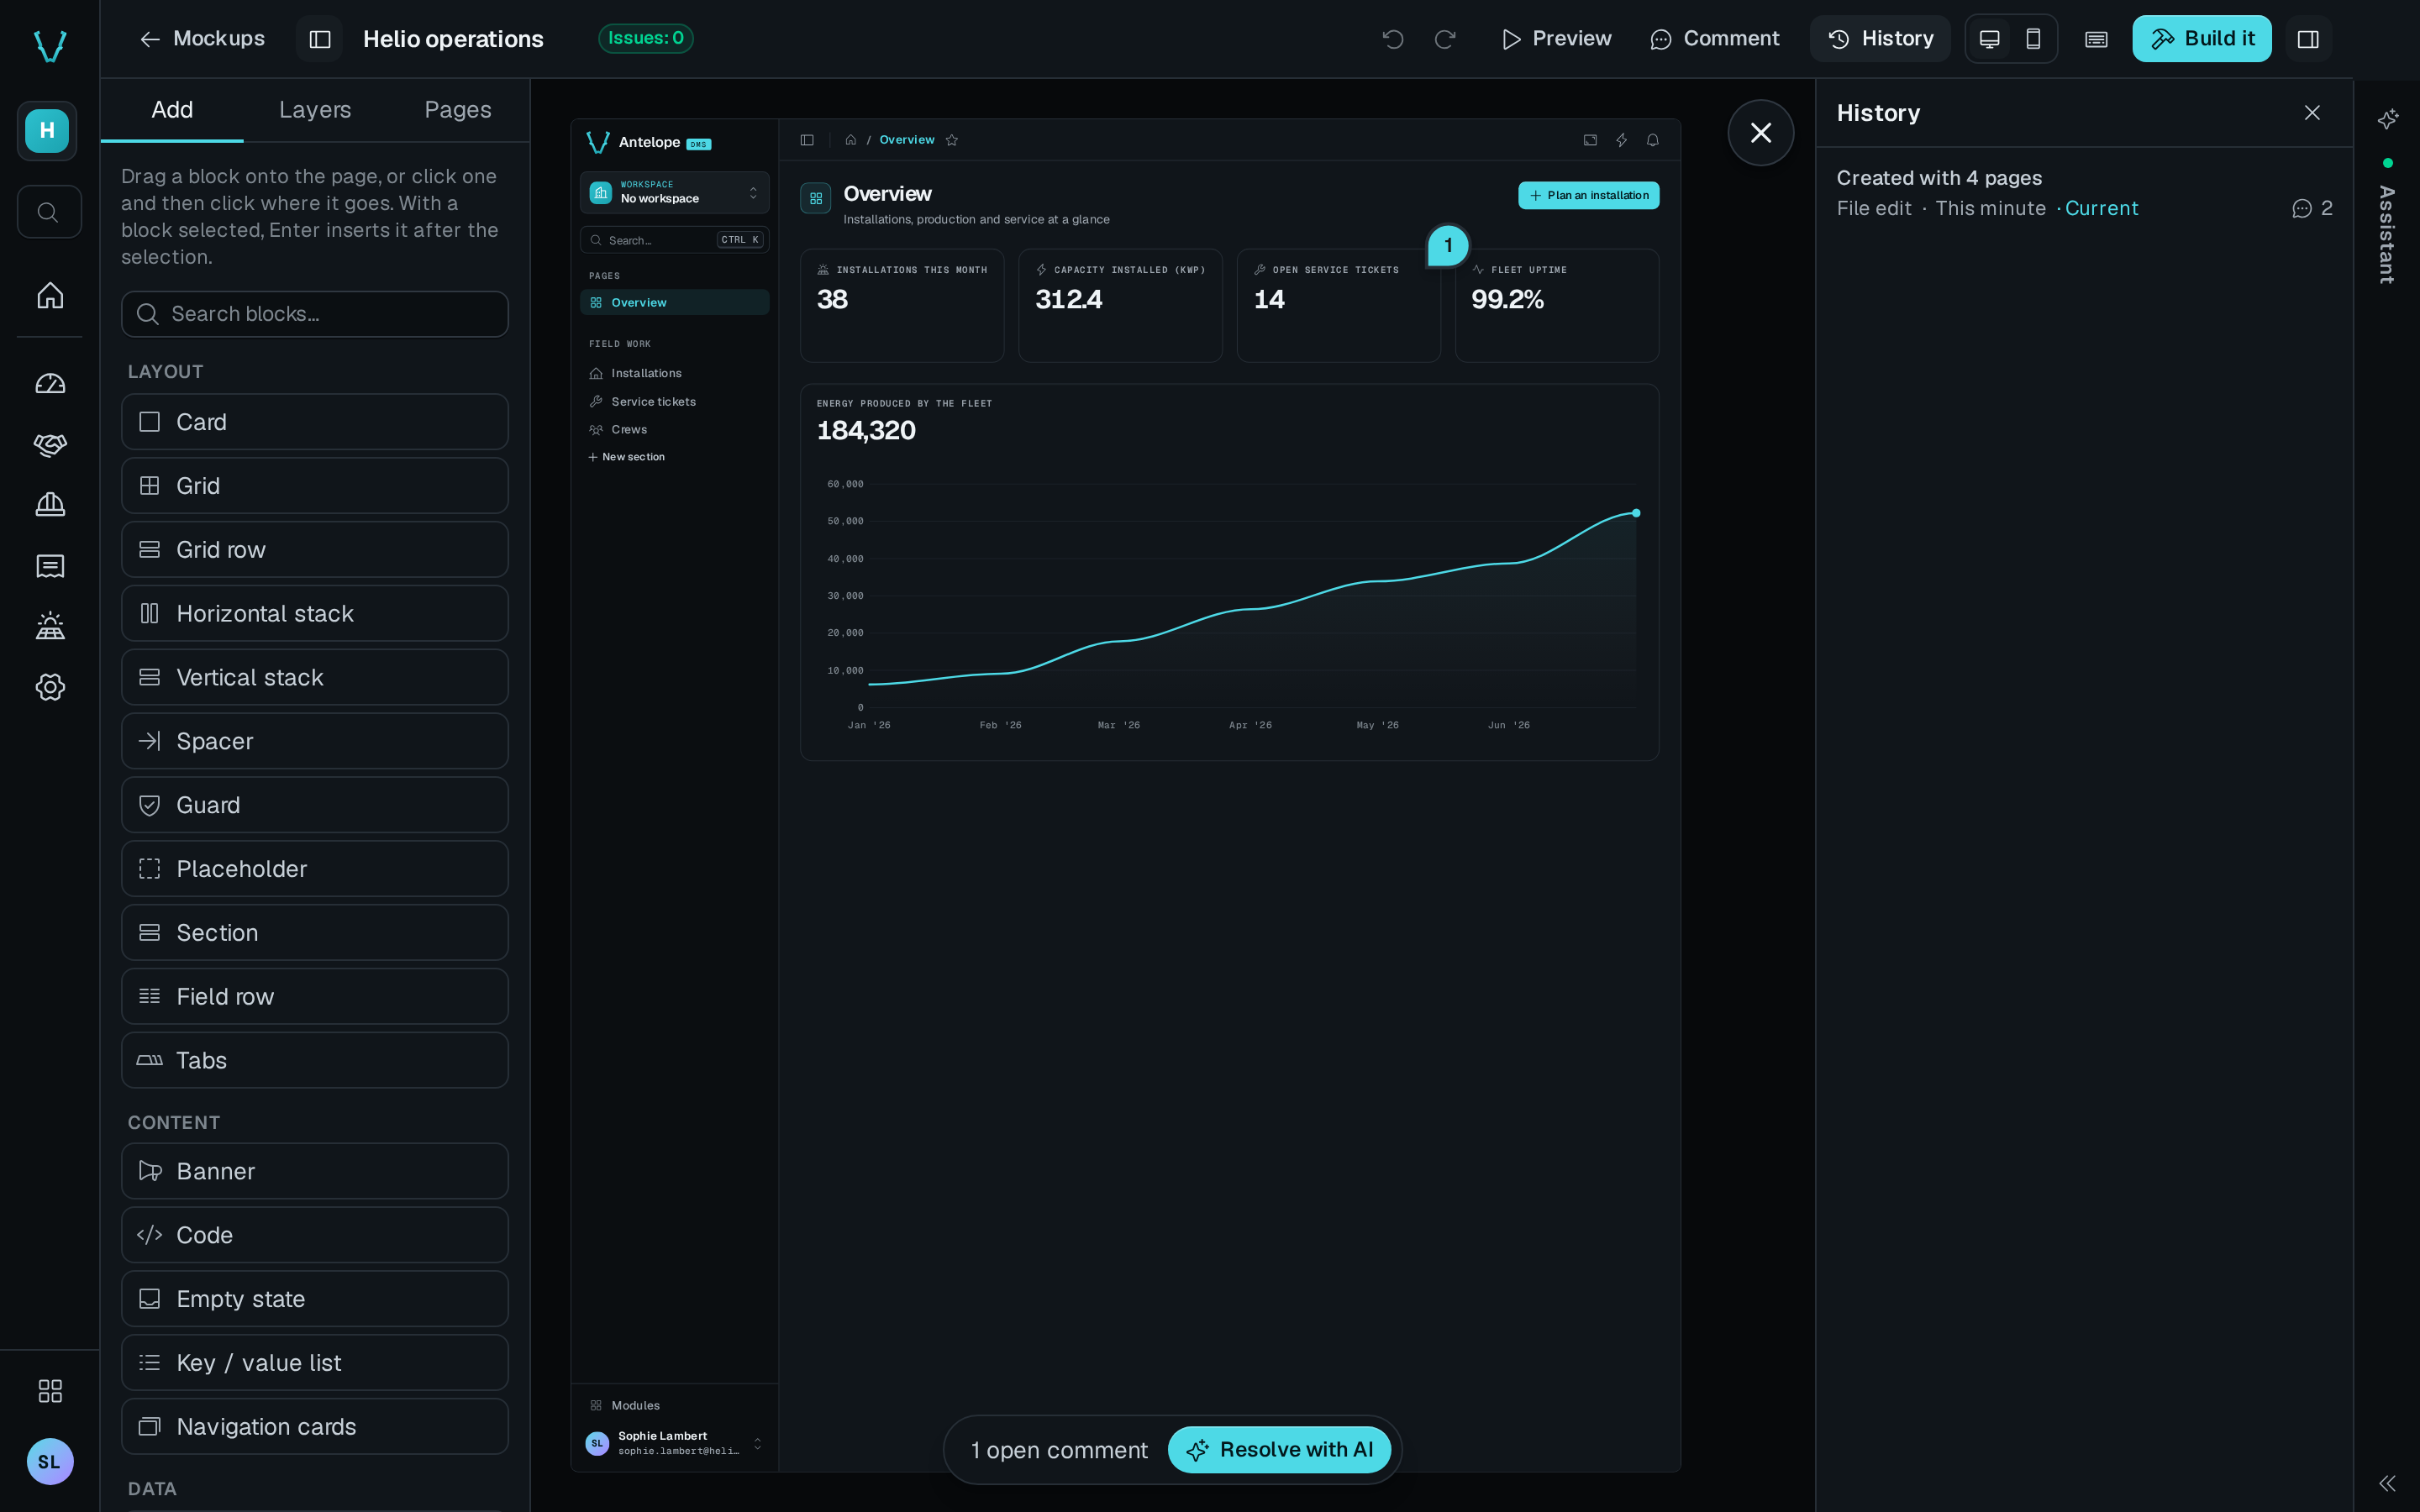 Mockups
Helio operations
Issues: 0
Preview
Comment
History
Build it
H
Add
Layers
Pages
Drag a block onto the page, or click one
and then click where it goes. With a
block selected, Enter inserts it after the
selection.
Search blocks...
LAYOUT
Card
Grid
Grid row
Horizontal stack
Vertical stack
Spacer
Guard
Placeholder
Section
Field row
Tabs
CONTENT
Banner
Code
Empty state
Key / value list
Navigation cards
DATA
SL
Antelope DMS
WORKSPACE
No workspace
Search... CTRL K
PAGES
Overview
FIELD WORK
Installations
Service tickets
Crews
New section
Modules
SL
Sophie Lambert
sophie.lambert@heli…
/ Overview
Overview
Installations, production and service at a glance
Plan an installation
1
INSTALLATIONS THIS MONTH
38
CAPACITY INSTALLED (KWP)
312.4
OPEN SERVICE TICKETS
14
FLEET UPTIME
99.2%
ENERGY PRODUCED BY THE FLEET
184,320
60,000
50,000
40,000
30,000
20,000
10,000
0
Jan '26 Feb '26 Mar '26 Apr '26 May '26 Jun '26
1 open comment
Resolve with AI
History
Created with 4 pages
File edit · This minute · Current
2
Assistant